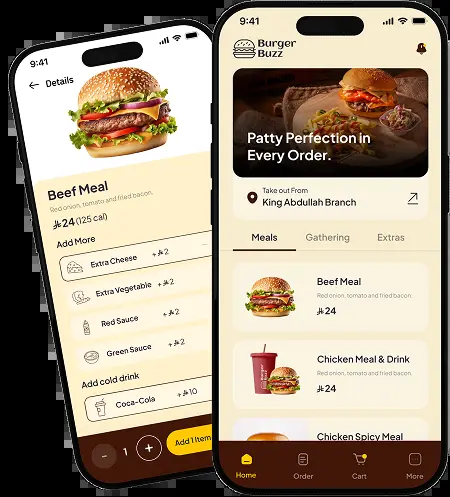 9:41
Details
Beef Meal
Red onion, tomato and fried bacon.
24 (125 cal)
Add More
Extra Cheese +2
Extra Vegetable +2
Red Sauce +2
Green Sauce +2
Add cold drink
Coca-Cola +10
- 1 + Add 1 Item
9:41
Burger
Buzz
Patty Perfection in
Every Order.
Take out From
King Abdullah Branch
Meals Gathering Extras
Beef Meal
Red onion, tomato and fried bacon
24
Burger
Buzz
Chicken Meal & Drink
Red onion, tomato and fried bacon
24
Chicken Spicy Meal
Home Order Cart More